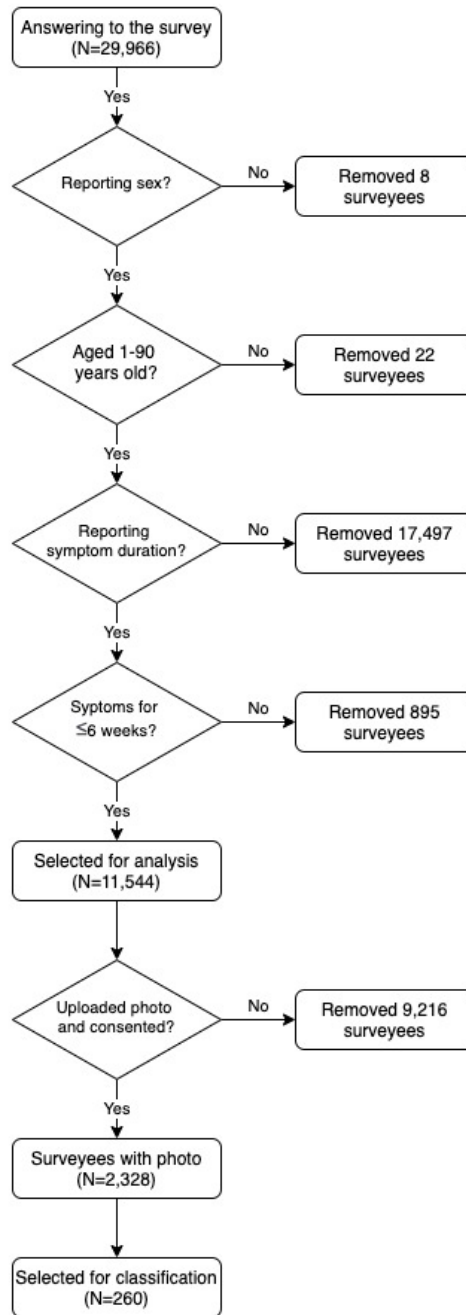 Answering to the survey
(N=29,966)
Yes
Reporting sex?
No
Removed 8
surveyees
Yes
Aged 1-90
years old?
No
Removed 22
surveyees
Yes
Reporting
symptom duration?
No
Removed 17,497
surveyees
Yes
Syptoms for
≤6 weeks?
No
Removed 895
surveyees
Yes
Selected for analysis
(N=11,544)
Uploaded photo
and consented?
No
Removed 9,216
surveyees
Yes
Surveyees with photo
(N=2,328)
Selected for classification
(N=260)